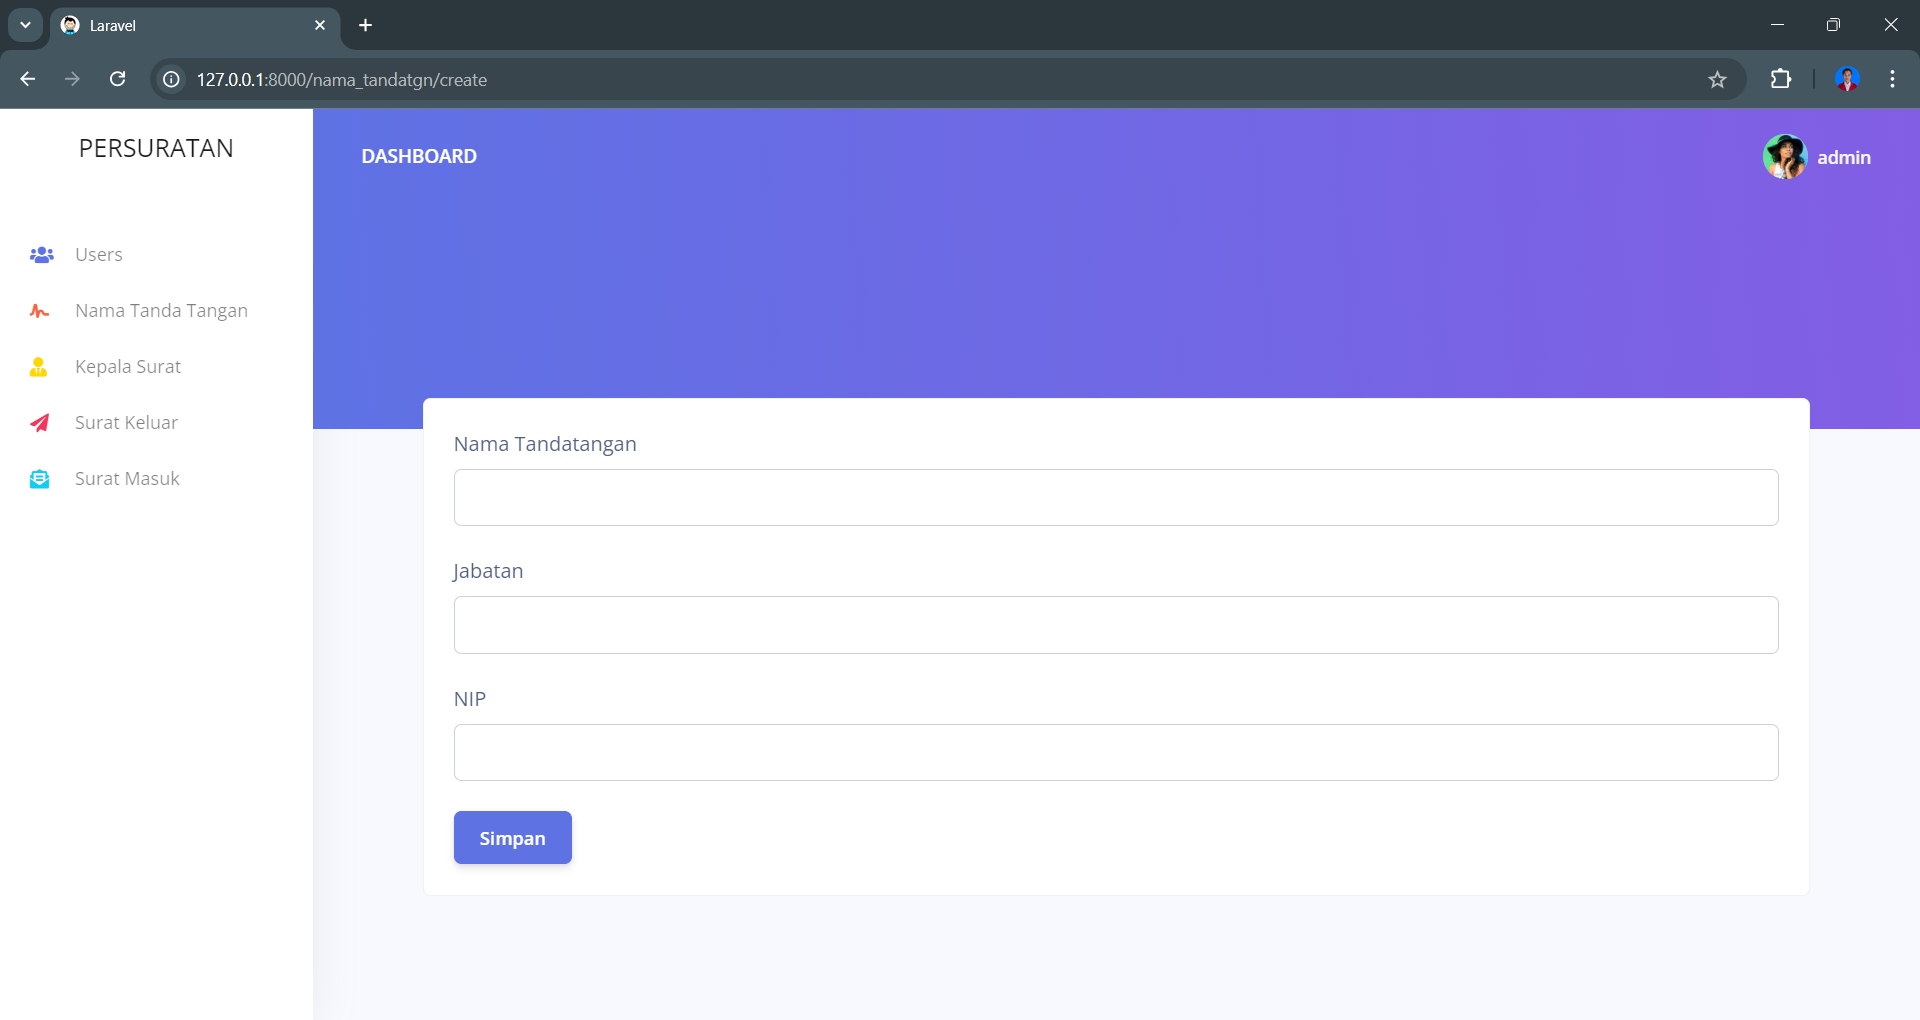 Laravel
127.0.0.1:8000/nama_tandatgn/create
PERSURATAN
DASHBOARD
admin
Users
Nama Tanda Tangan
Kepala Surat
Surat Keluar
Surat Masuk
Nama Tandatangan
Jabatan
NIP
Simpan